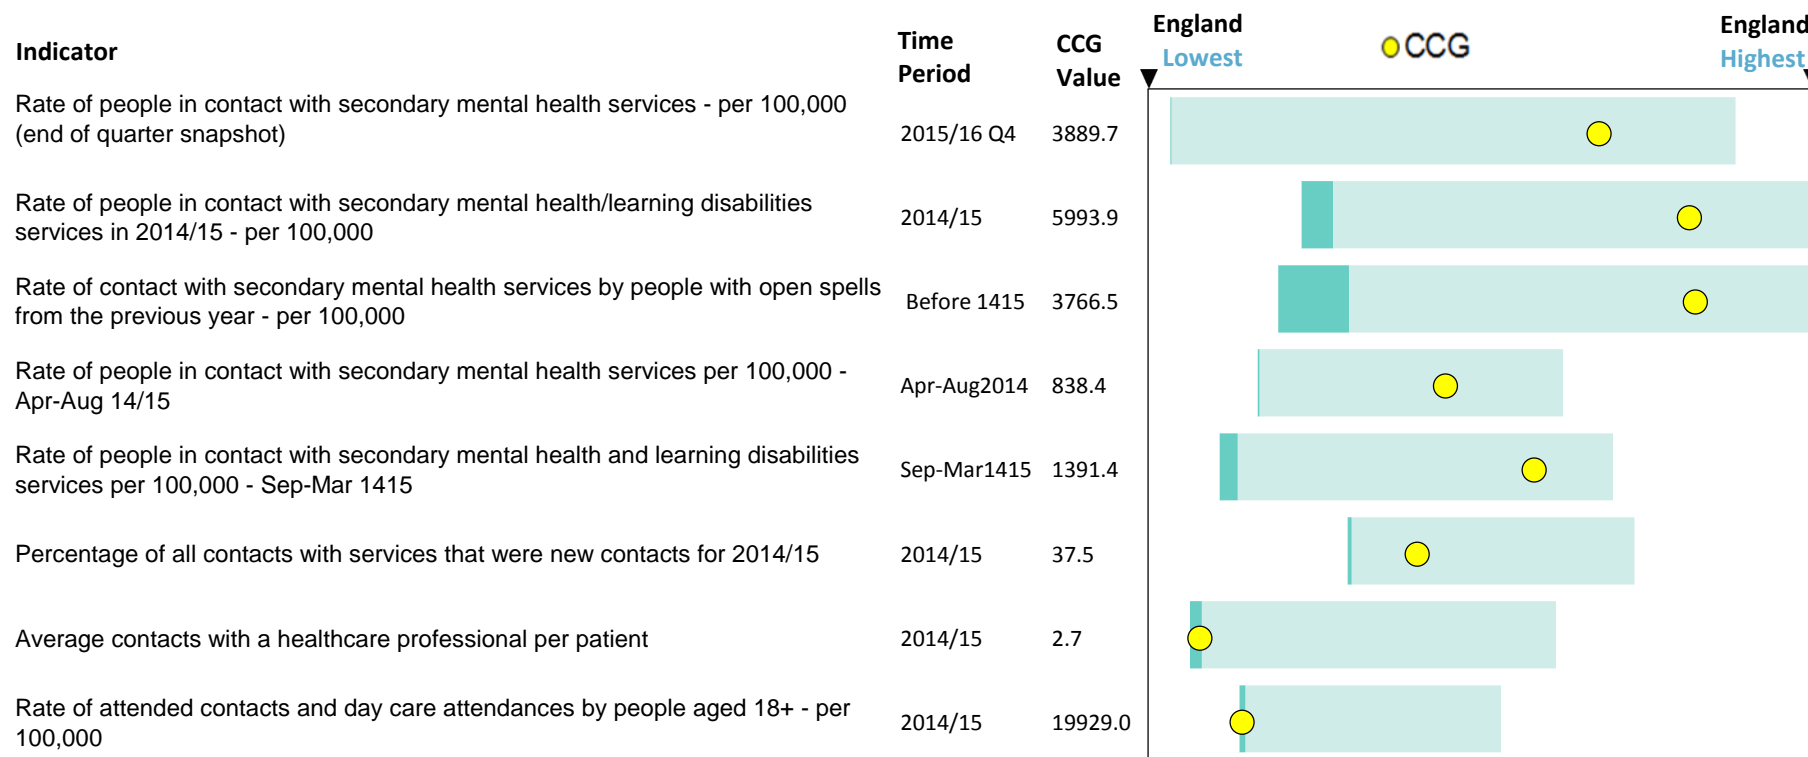 Indicator
Time
Period
CCG
Value
England
Lowest
CCG
England
Highest
Rate of people in contact with secondary mental health services - per 100,000
(end of quarter snapshot)
2015/16 Q4
3889.7
Rate of people in contact with secondary mental health/learning disabilities
services in 2014/15 - per 100,000
2014/15
5993.9
Rate of contact with secondary mental health services by people with open spells
from the previous year - per 100,000
Before 1415
3766.5
Rate of people in contact with secondary mental health services per 100,000 -
Apr-Aug 14/15
Apr-Aug2014
838.4
Rate of people in contact with secondary mental health and learning disabilities
services per 100,000 - Sep-Mar 1415
Sep-Mar1415
1391.4
Percentage of all contacts with services that were new contacts for 2014/15
2014/15
37.5
Average contacts with a healthcare professional per patient
2014/15
2.7
Rate of attended contacts and day care attendances by people aged 18+ - per
100,000
2014/15
19929.0